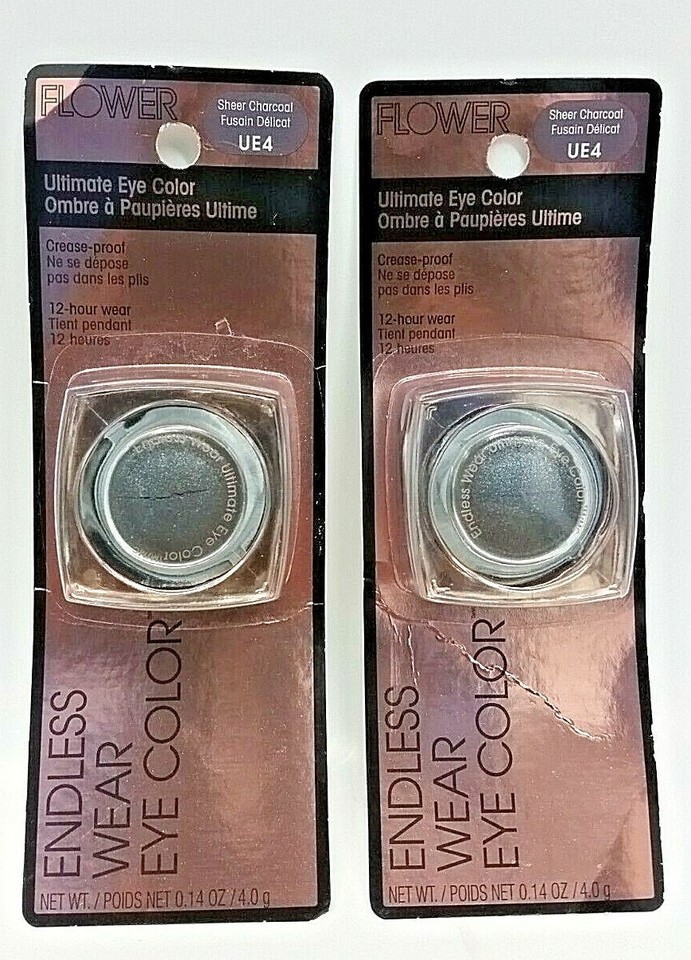 FLOWER
Sheer Charcoal
Fusain Délicat
UE4
Ultimate Eye Color
Ombre à Paupières Ultime
Crease-proof
Ne se dépose
pas dans les plis
12-hour wear
Tient pendant
12 heures
Endless Wear Ultimate Eye Color
ENDLESS
WEAR
EYE COLOR™
NET WT. / POIDS NET 0.14 OZ / 4.0 g
FLOWER
Sheer Charcoal
Fusain Délicat
UE4
Ultimate Eye Color
Ombre à Paupières Ultime
Crease-proof
Ne se dépose
pas dans les plis
12-hour wear
Tient pendant
12 heures
Endless Wear Ultimate Eye Color
ENDLESS
WEAR
EYE COLOR™
NET WT. / POIDS NET 0.14 OZ / 4.0 g